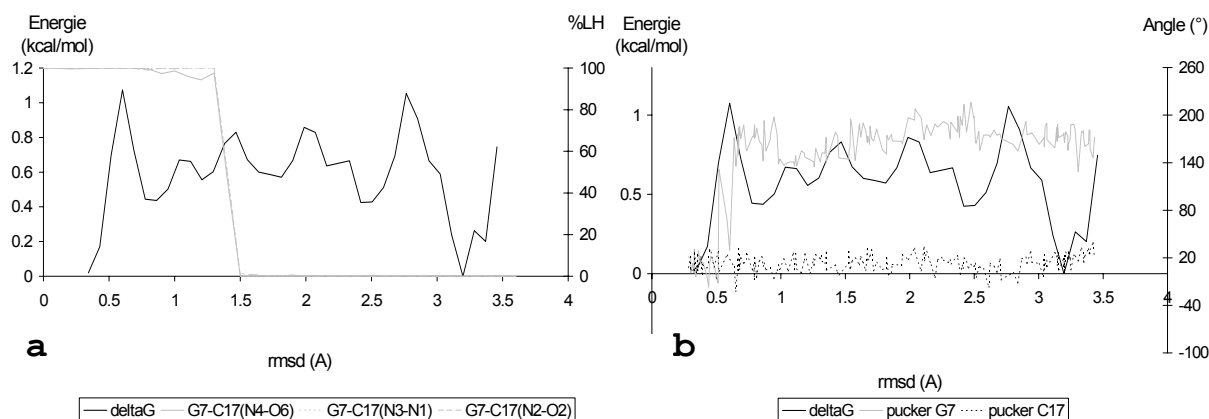 Energie
(kcal/mol)
%LH
1.2
1
0.8
0.6
0.4
0.2
0
100
80
60
40
20
0
0 0.5 1 1.5 2 2.5 3 3.5 4
a
rmsd (A)
deltaG G7-C17(N4-O6) G7-C17(N3-N1) G7-C17(N2-O2)
Energie
(kcal/mol)
Angle (°)
1
0.5
0
260
200
140
80
20
-40
-100
0 0.5 1 1.5 2 2.5 3 3.5 4
b
rmsd (A)
deltaG pucker G7 pucker C17